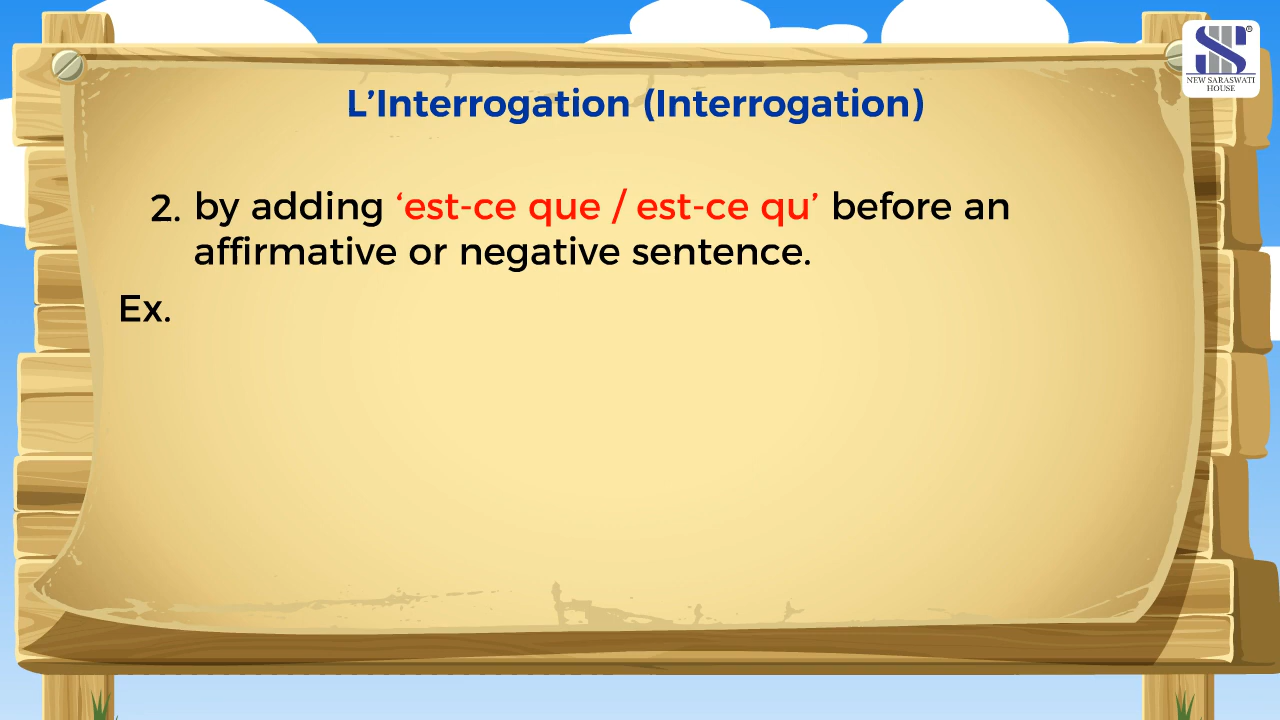 L’Interrogation (Interrogation)
2. by adding ‘est-ce que / est-ce qu’ before an
affirmative or negative sentence.
Ex.
NEW SARASWATI
HOUSE